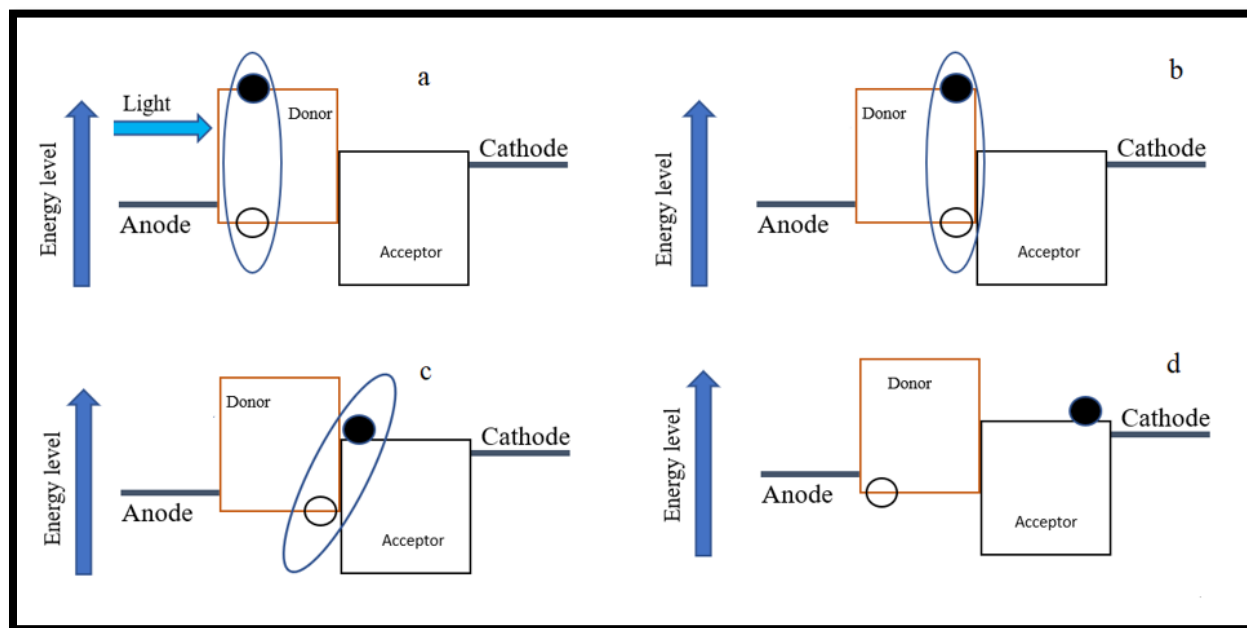 a
Light
Donor
Energy level
Cathode
Anode
Acceptor
b
Donor
Energy level
Cathode
Anode
Acceptor
c
Donor
Energy level
Cathode
Anode
Acceptor
d
Donor
Energy level
Cathode
Anode
Acceptor